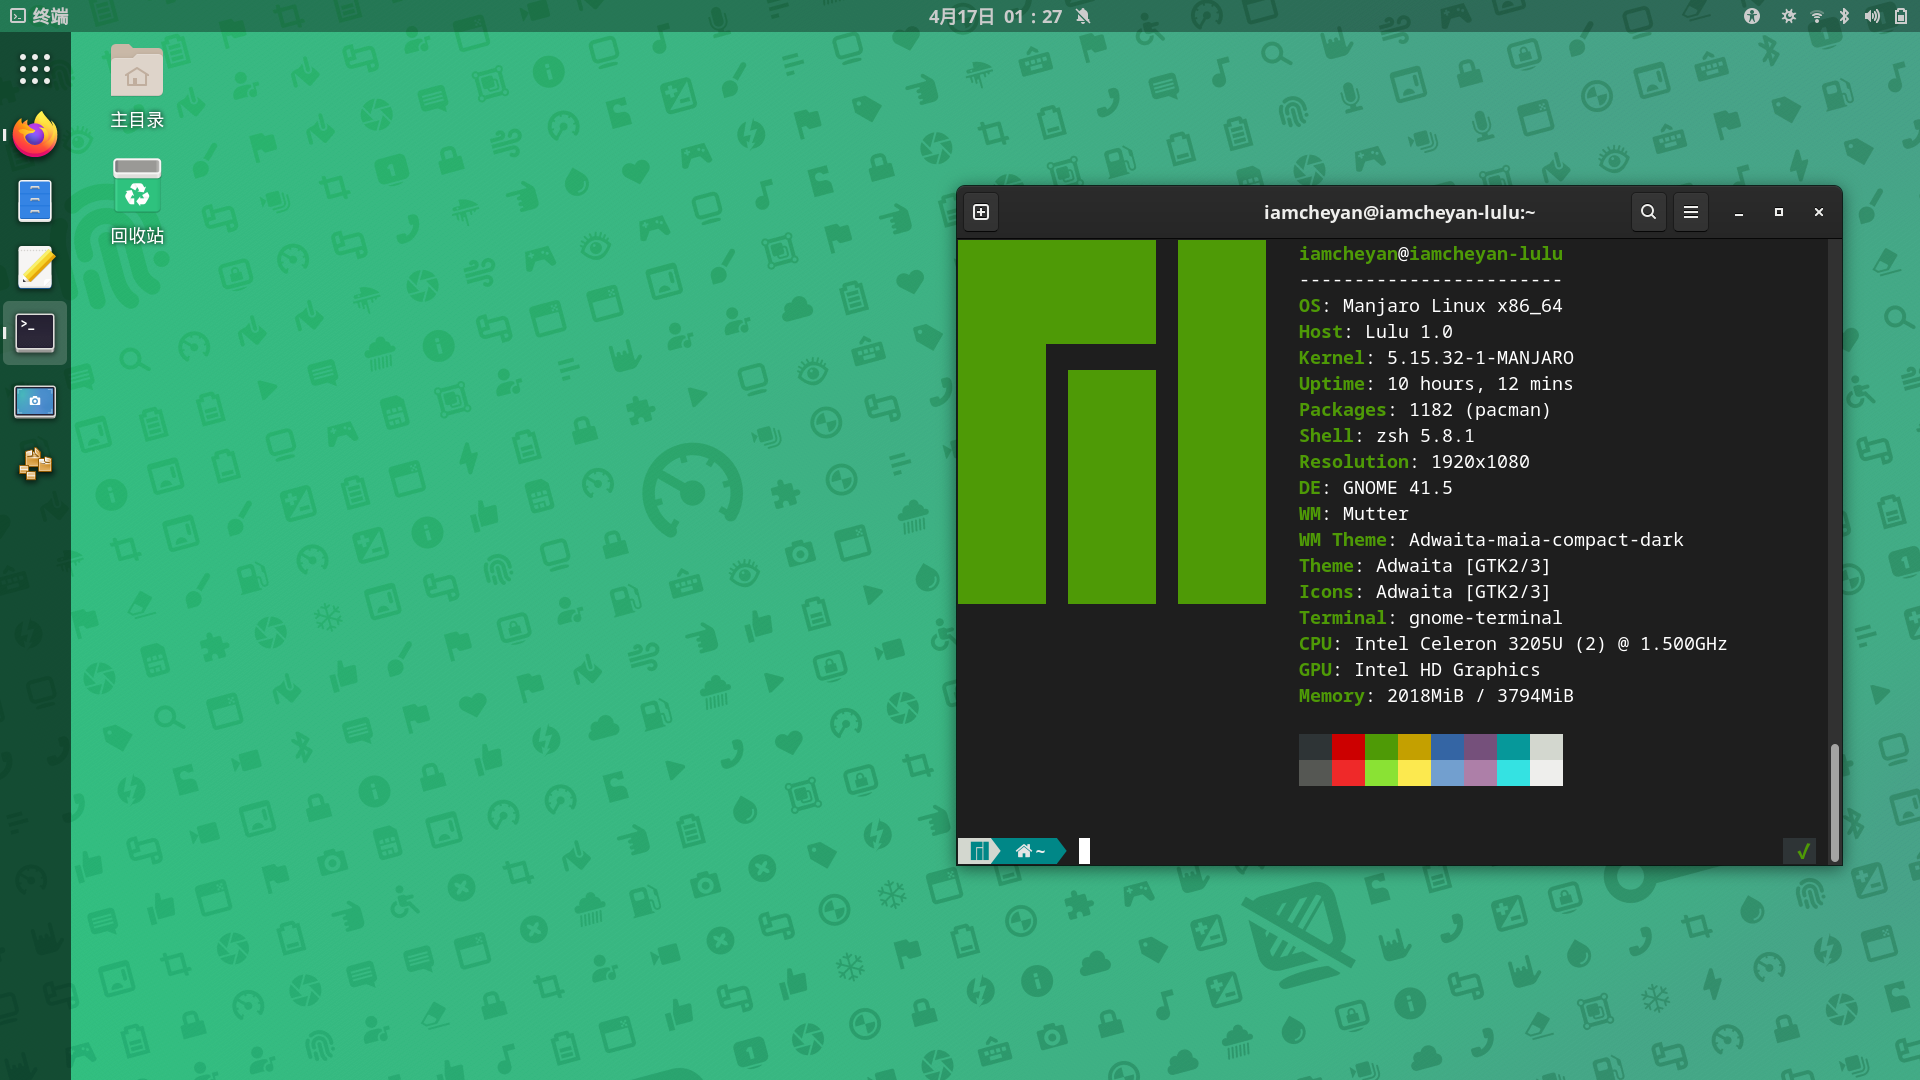 终端
4月17日 01：27
主目录
回收站
iamcheyan@iamcheyan-lulu:~
iamcheyan@iamcheyan-lulu
------------------------
OS: Manjaro Linux x86_64
Host: Lulu 1.0
Kernel: 5.15.32-1-MANJARO
Uptime: 10 hours, 12 mins
Packages: 1182 (pacman)
Shell: zsh 5.8.1
Resolution: 1920x1080
DE: GNOME 41.5
WM: Mutter
WM Theme: Adwaita-maia-compact-dark
Theme: Adwaita [GTK2/3]
Icons: Adwaita [GTK2/3]
Terminal: gnome-terminal
CPU: Intel Celeron 3205U (2) @ 1.500GHz
GPU: Intel HD Graphics
Memory: 2018MiB / 3794MiB
~